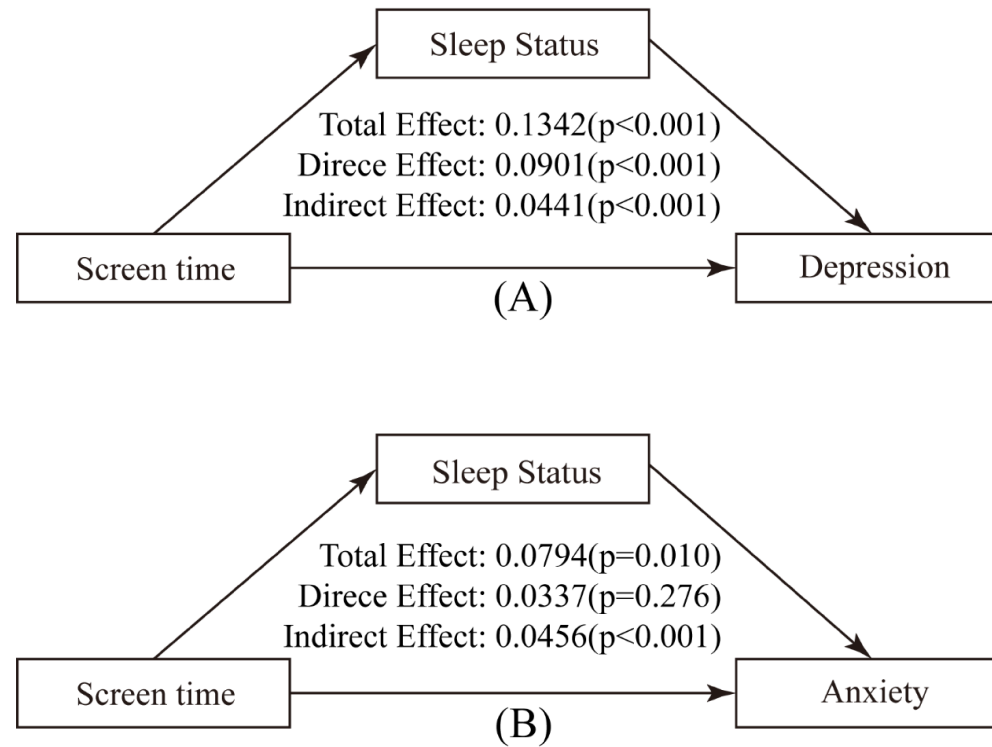 Sleep Status
Total Effect: 0.1342(p<0.001)
Direce Effect: 0.0901(p<0.001)
Indirect Effect: 0.0441(p<0.001)
Screen time
Depression
(A)
Sleep Status
Total Effect: 0.0794(p=0.010)
Direce Effect: 0.0337(p=0.276)
Indirect Effect: 0.0456(p<0.001)
Screen time
Anxiety
(B)